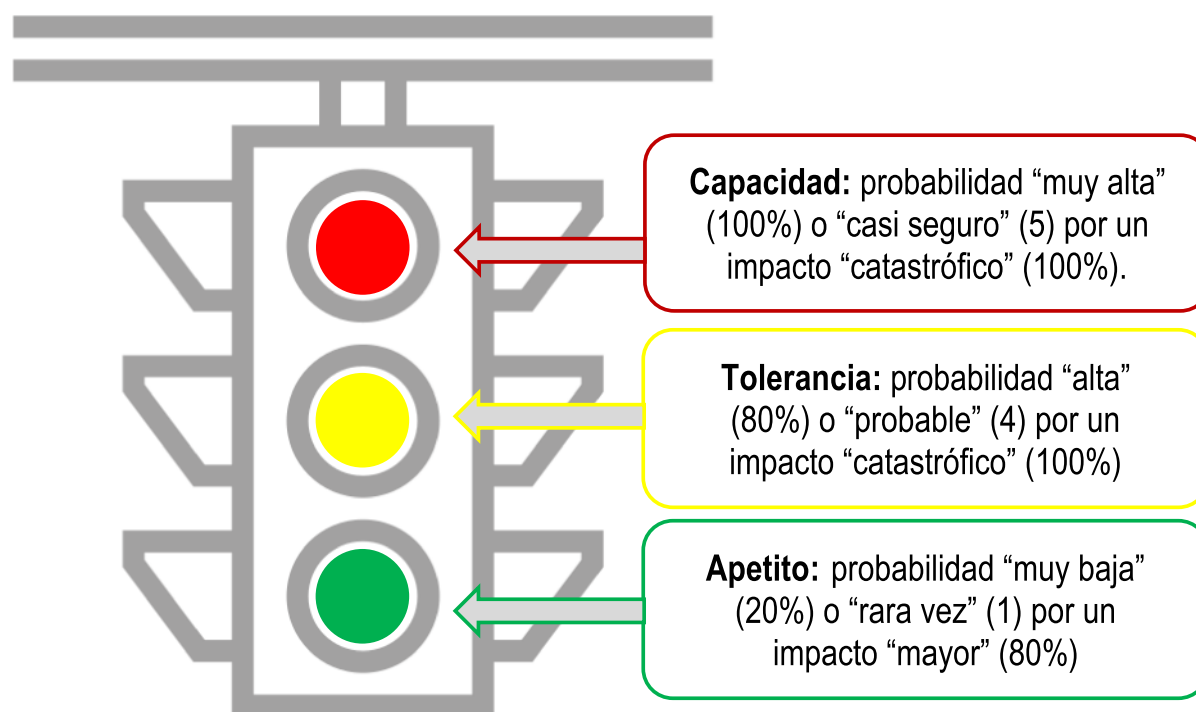 Capacidad: probabilidad “muy alta”
(100%) o “casi seguro” (5) por un
impacto “catastrófico” (100%).
Tolerancia: probabilidad “alta”
(80%) o “probable” (4) por un
impacto “catastrófico” (100%)
Apetito: probabilidad “muy baja”
(20%) o “rara vez” (1) por un
impacto “mayor” (80%)